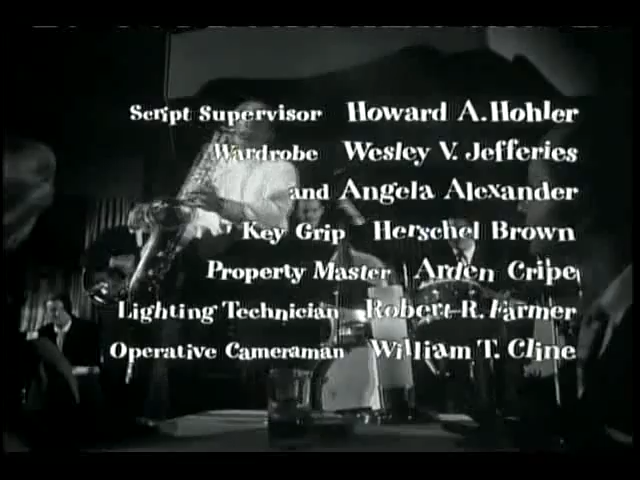 Script Supervisor Howard A. Hohler
Wardrobe Wesley V. Jefferies
and Angela Alexander
Key Grip Herschel Brown
Property Master Arden Cripe
Lighting Technician Robert R. Farmer
Operative Cameraman William T. Cline